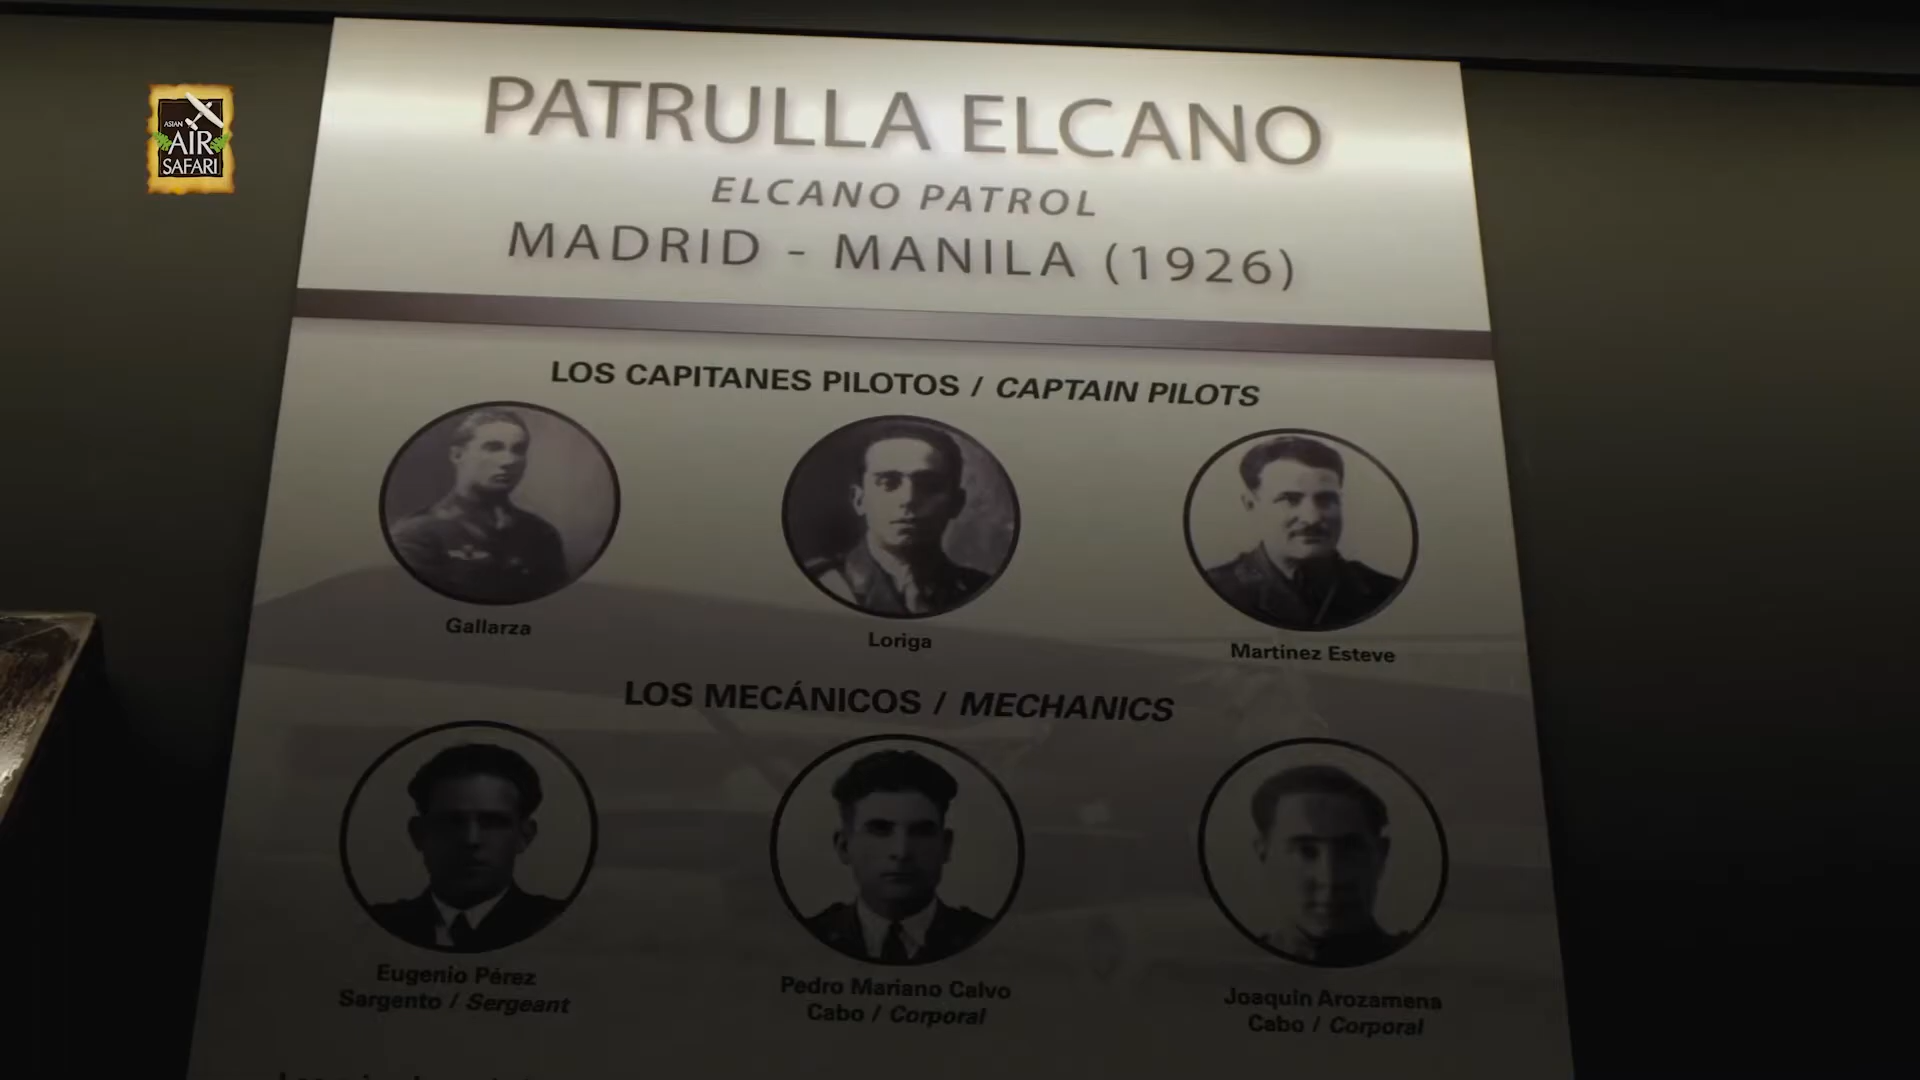 ASIAN
AIR
SAFARI
PATRULLA ELCANO
ELCANO PATROL
MADRID - MANILA (1926)
LOS CAPITANES PILOTOS / CAPTAIN PILOTS
Gallarza
Loriga
Martinez Esteve
LOS MECÁNICOS / MECHANICS
Eugenio Pérez
Sargento / Sergeant
Pedro Mariano Calvo
Cabo / Corporal
Joaquin Arozamena
Cabo / Corporal